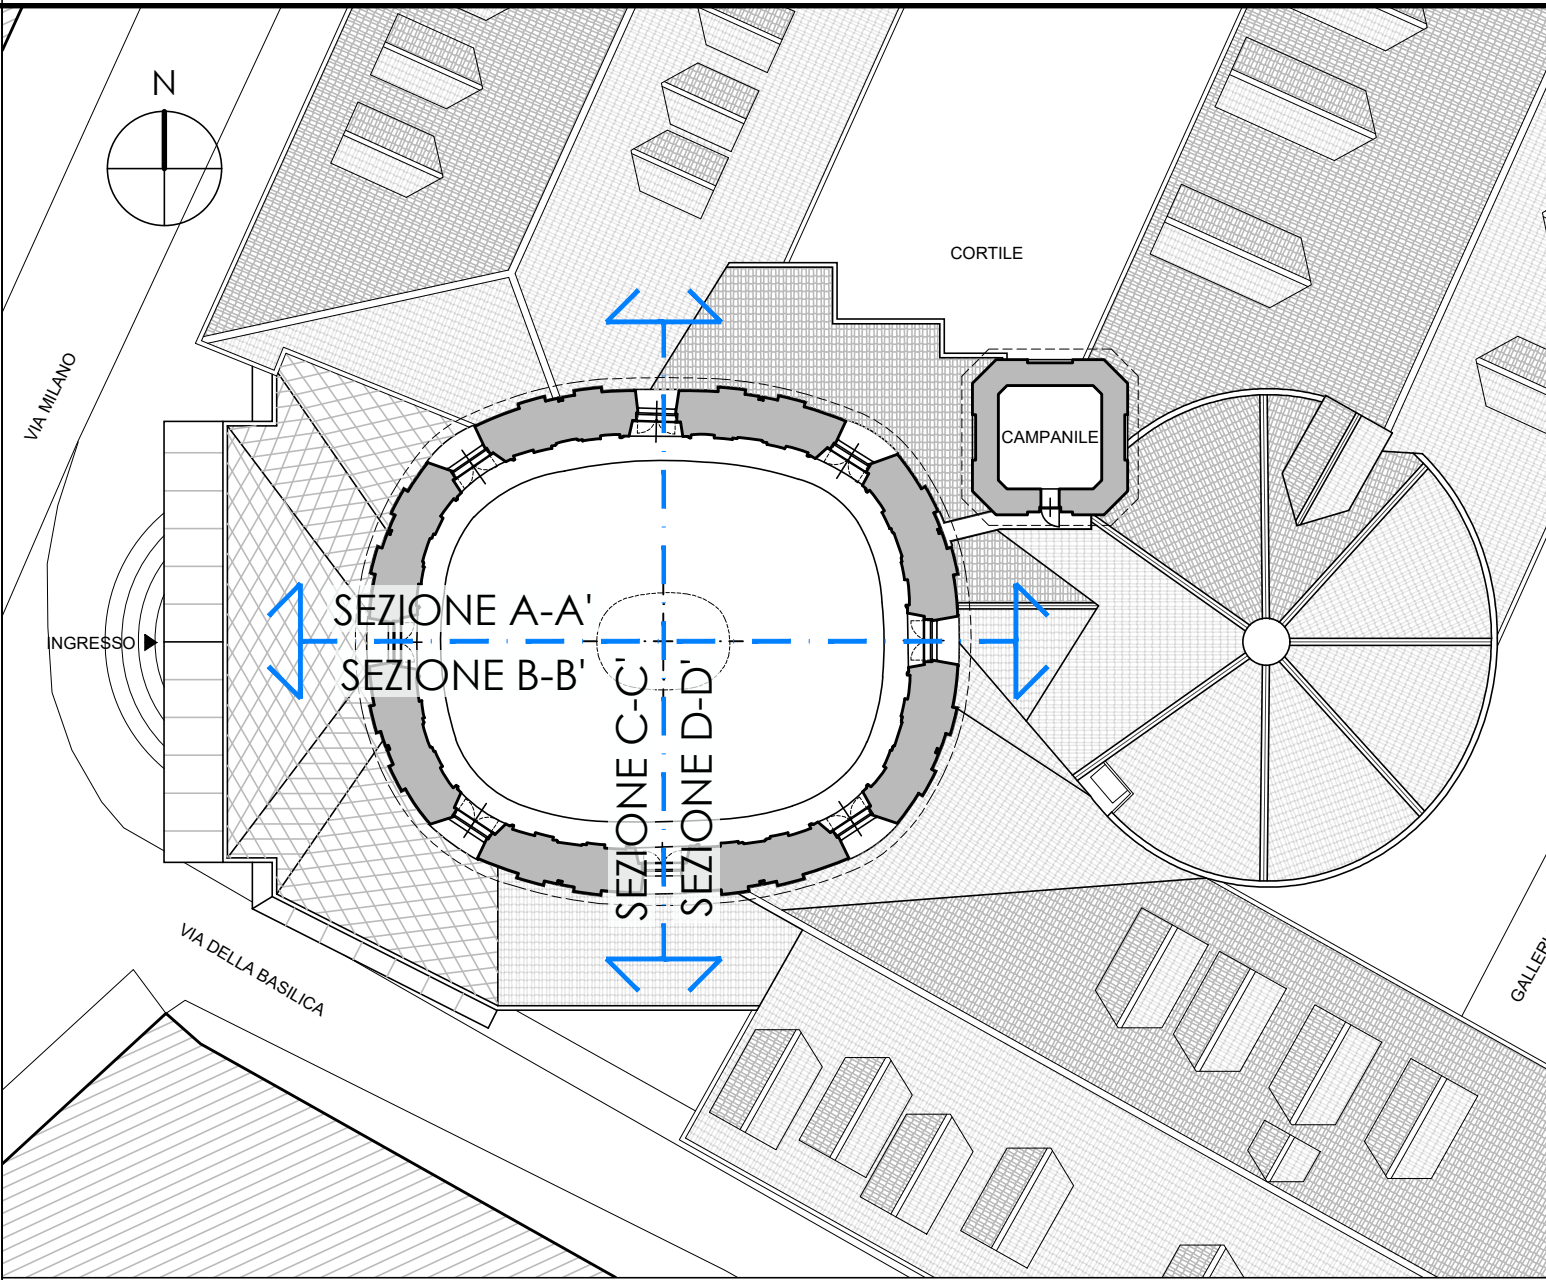 N
CORTILE
VIA MILANO
CAMPANILE
SEZIONE A-A'
INGRESSO
SEZIONE B-B'
SEZIONE C-C'
SEZIONE D-D'
VIA DELLA BASILICA